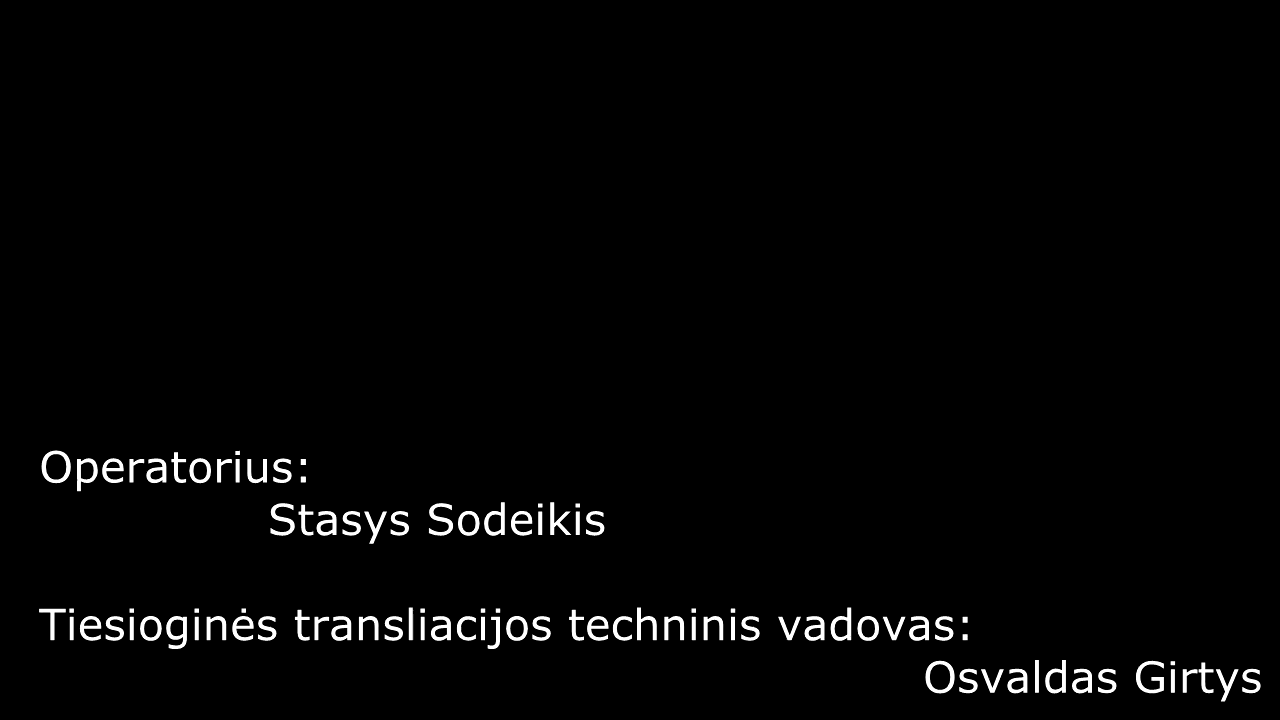 Operatorius:
Stasys Sodeikis
Tiesioginės transliacijos techninis vadovas:
Osvaldas Girtys